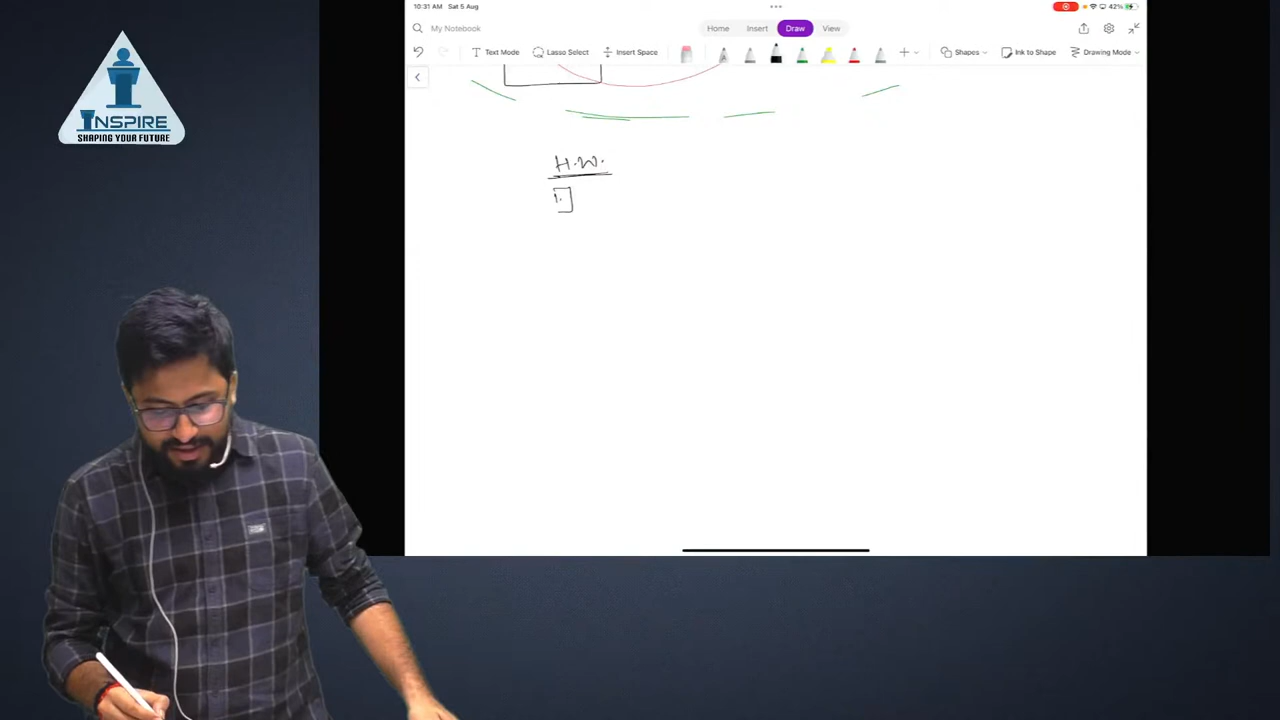 10:31 AM Sat 5 Aug
42%
My Notebook
Home Insert Draw View
Text Mode Lasso Select Insert Space Shapes Ink to Shape Drawing Mode
INSPIRE
SHAPING YOUR FUTURE
H.W.
1.